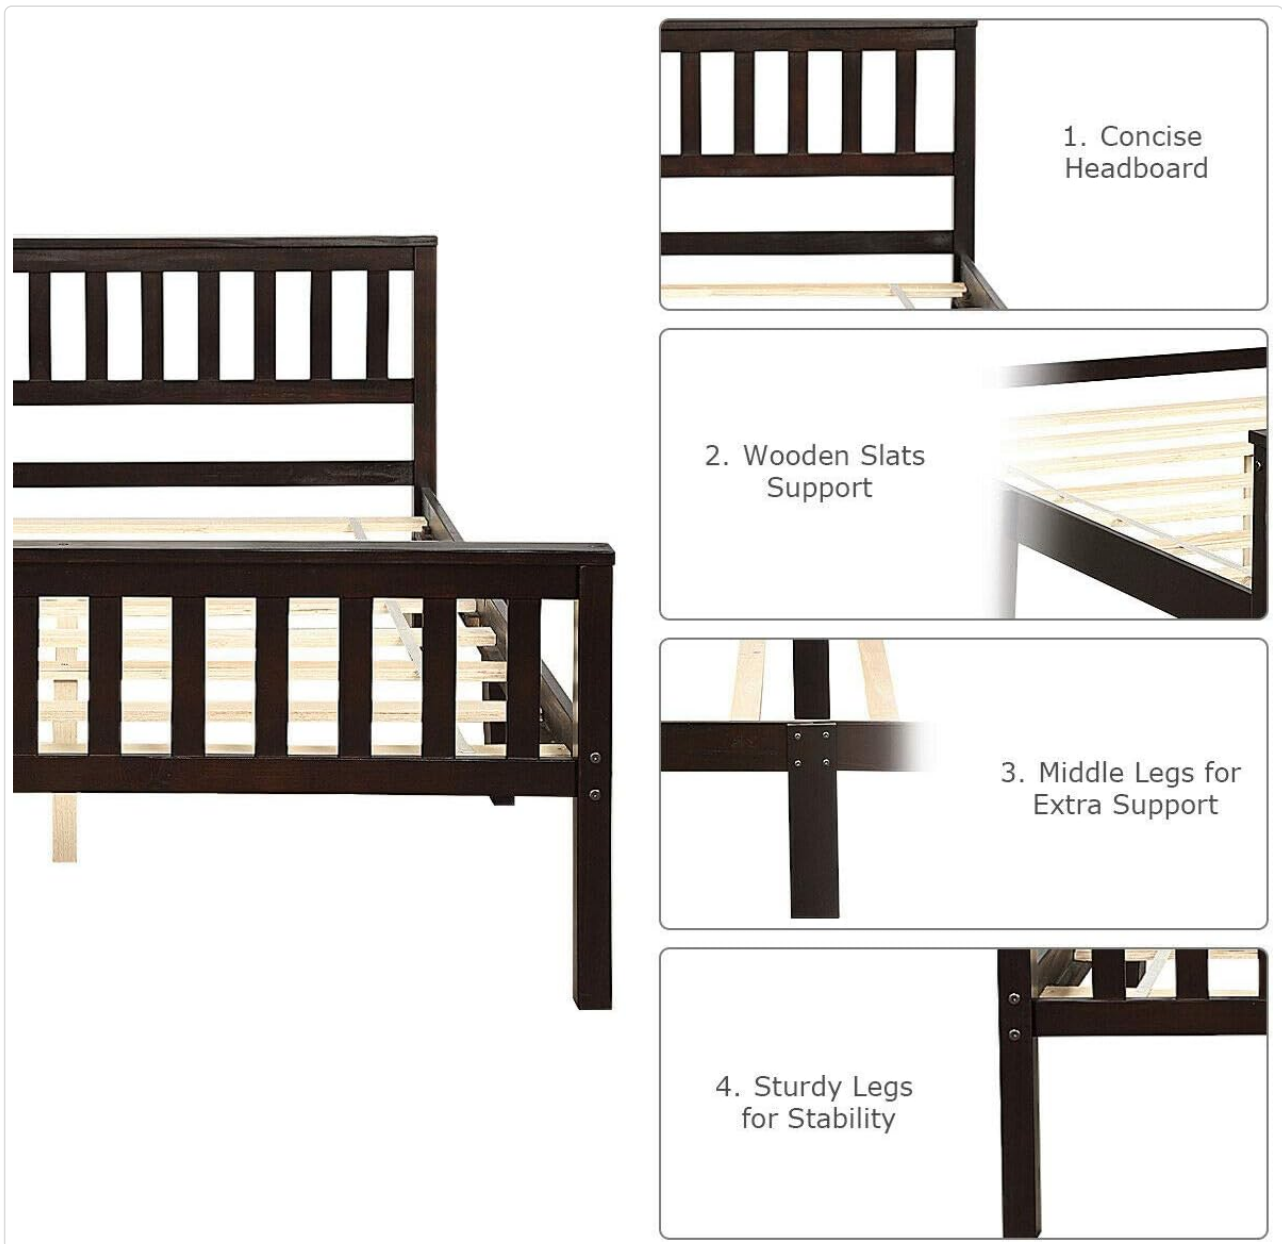 1. Concise
Headboard
2. Wooden Slats
Support
3. Middle Legs for
Extra Support
4. Sturdy Legs
for Stability